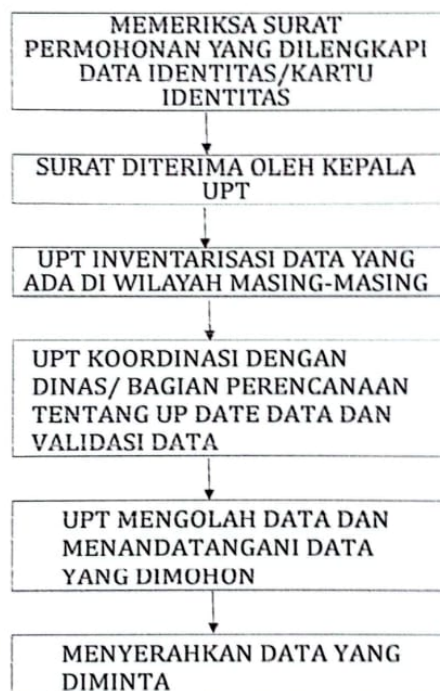 MEMERIKSA SURAT
PERMOHONAN YANG DILENGKAPI
DATA IDENTITAS/KARTU
IDENTITAS
SURAT DITERIMA OLEH KEPALA
UPT
UPT INVENTARISASI DATA YANG
ADA DI WILAYAH MASING-MASING
UPT KOORDINASI DENGAN
DINAS/ BAGIAN PERENCANAAN
TENTANG UP DATE DATA DAN
VALIDASI DATA
UPT MENGOLAH DATA DAN
MENANDATANGANI DATA
YANG DIMOHON
MENYERAHKAN DATA YANG
DIMINTA